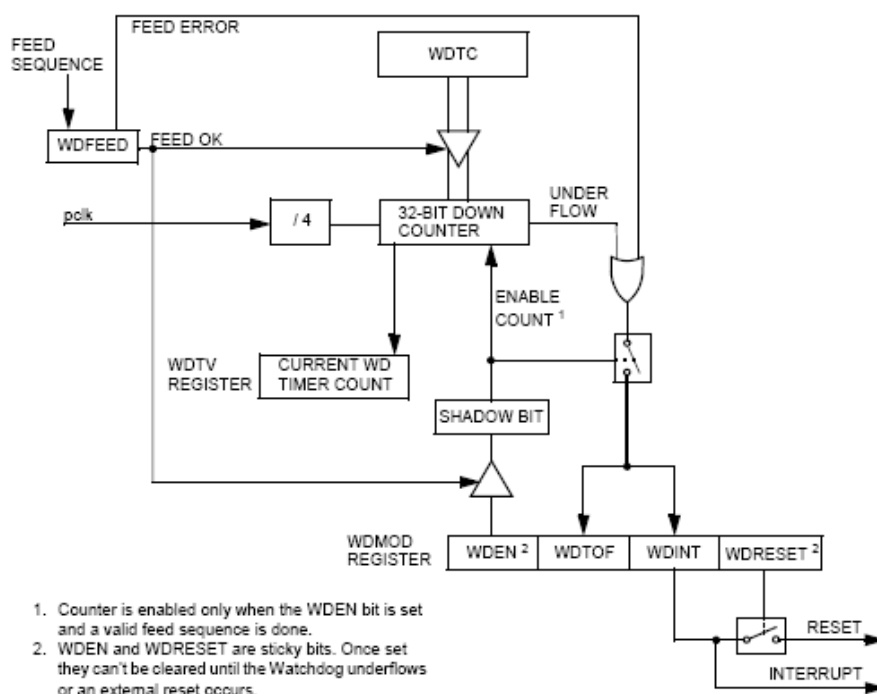 FEED ERROR
FEED
SEQUENCE
WDTC
WDFEED
FEED OK
UNDER
FLOW
pclk
/ 4
32-BIT DOWN
COUNTER
ENABLE
COUNT 1
WDTV
REGISTER
CURRENT WD
TIMER COUNT
SHADOW BIT
WDMOD
REGISTER
WDEN 2
WDTOF
WDINT
WDRESET 2
RESET
INTERRUPT
1. Counter is enabled only when the WDEN bit is set
and a valid feed sequence is done.
2. WDEN and WDRESET are sticky bits. Once set
they can't be cleared until the Watchdog underflows
or an external reset occurs.